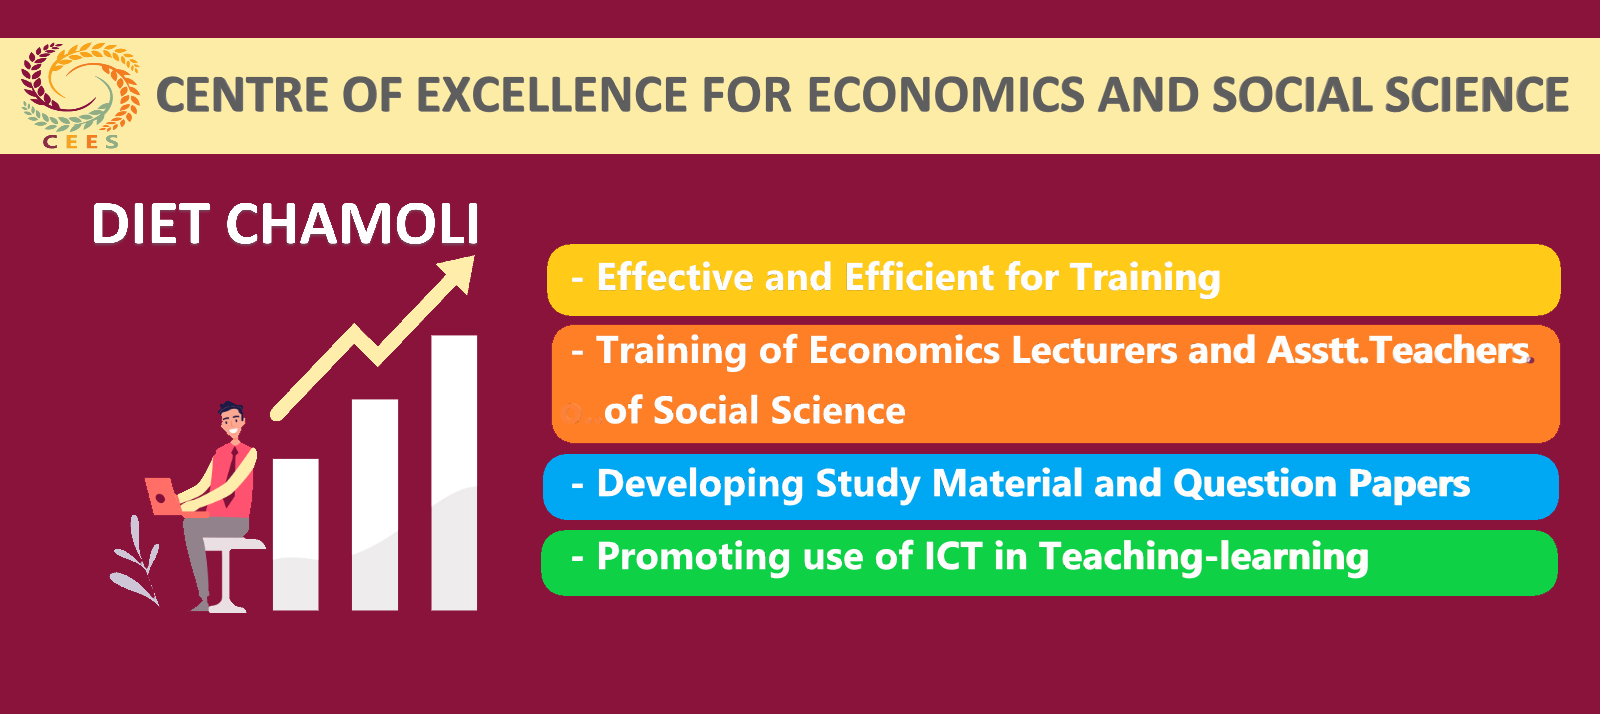 CENTRE OF EXCELLENCE FOR ECONOMICS AND SOCIAL SCIENCE
CEES
DIET CHAMOLI
- Effective and Efficient for Training
- Training of Economics Lecturers and Asstt.Teachers
of Social Science
- Developing Study Material and Question Papers
- Promoting use of ICT in Teaching-learning